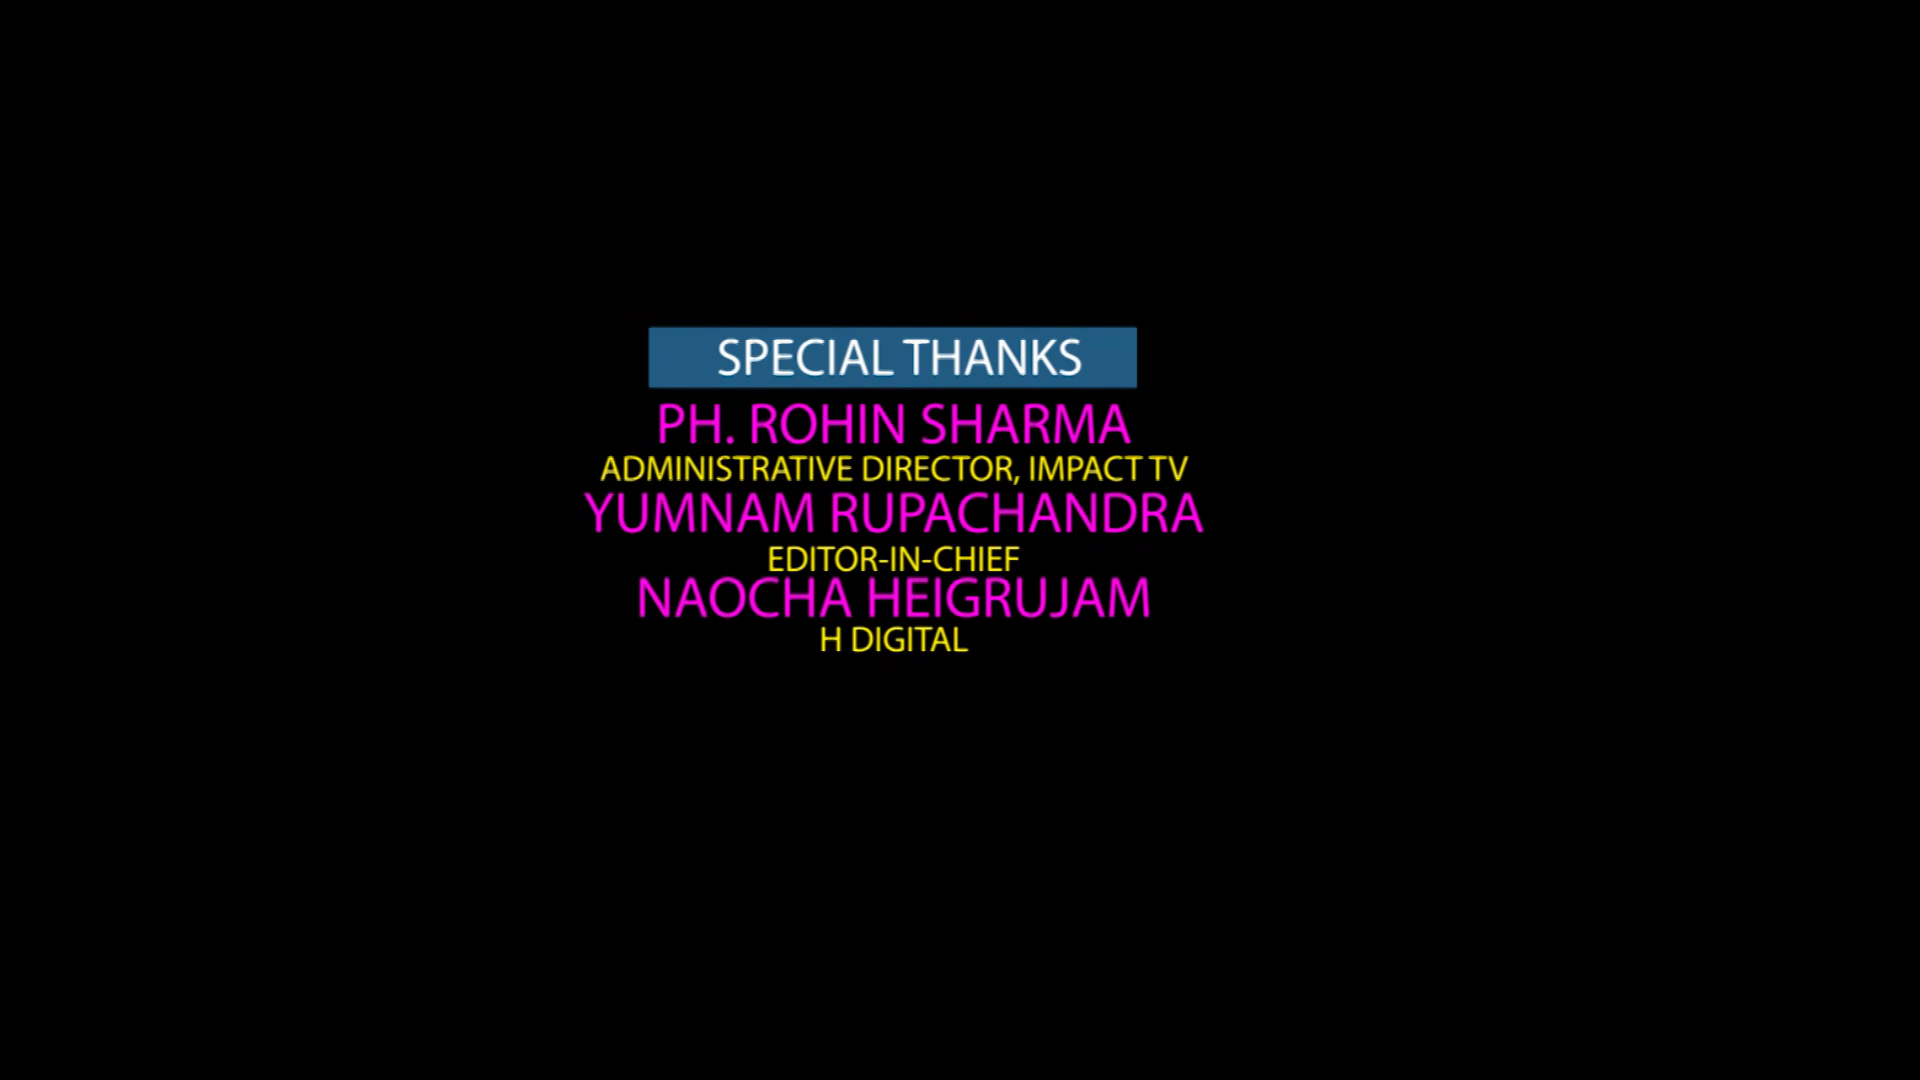 SPECIAL THANKS
PH. ROHIN SHARMA
ADMINISTRATIVE DIRECTOR, IMPACT TV
YUMNAM RUPACHANDRA
EDITOR-IN-CHIEF
NAOCHA HEIGRUJAM
H DIGITAL